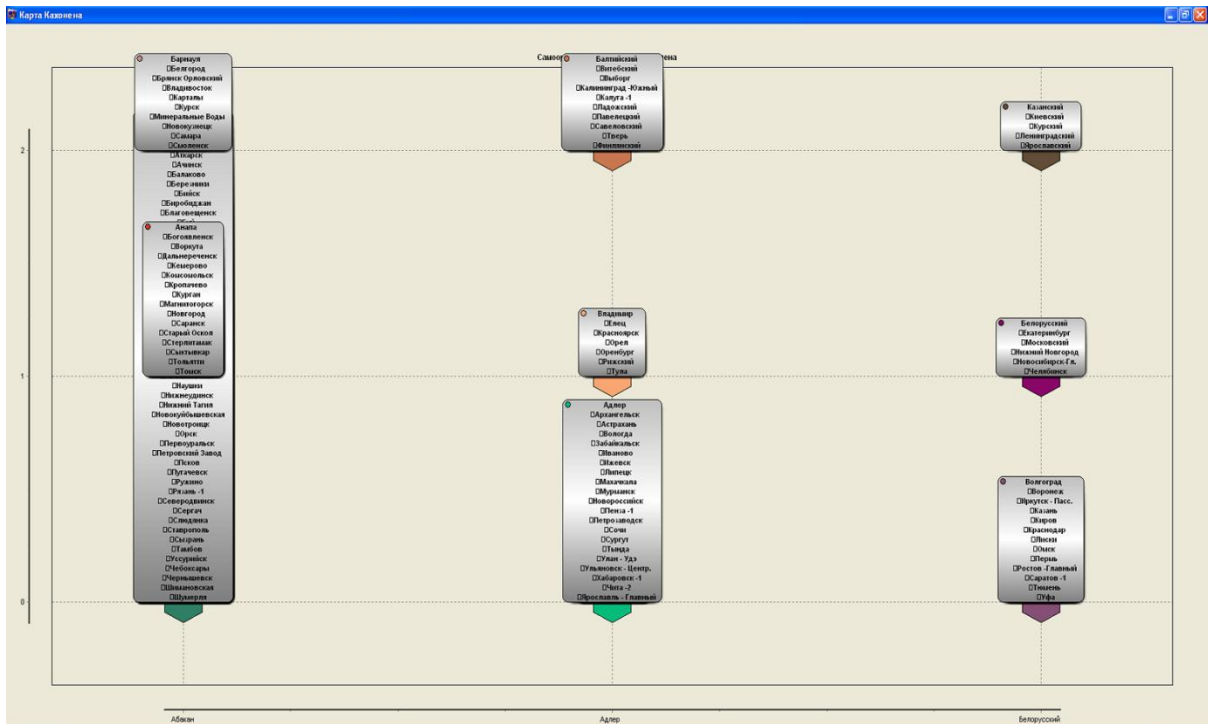 Карта Кохонена
Самоор
ена
Барнаул
Белгород
Брянск Орловский
Владивосток
Карталы
Курск
Минеральные Воды
Новокузнецк
Самара
Смоленск
Аткарск
Ачинск
Балаково
Березники
Бийск
Биробиджан
Благовещенск
Анапа
Богоявленск
Воркута
Дальнереченск
Кемерово
Комсомольск
Кропачево
Курган
Магнитогорск
Новгород
Саранск
Старый Оскол
Стерлитамак
Сыктывкар
Тольятти
Томск
Наушки
Нижнеудинск
Нижний Тагил
Новокуйбышевская
Новотроицк
Орск
Первоуральск
Петровский Завод
Псков
Пугачевск
Ружино
Рязань -1
Северодвинск
Сергач
Слюдянка
Ставрополь
Сызрань
Тамбов
Уссурийск
Чебоксары
Чернышевск
Шимановская
Шумерля
Балтийский
Витебский
Выборг
Калининград -Южный
Калуга -1
Ладожский
Павелецкий
Савеловский
Тверь
Финлянский
Владимир
Елец
Красноярск
Орел
Оренбург
Рижский
Тула
Адлер
Архангельск
Астрахань
Вологда
Забайкальск
Иваново
Ижевск
Липецк
Махачкала
Мурманск
Новороссийск
Пенза -1
Петрозаводск
Сочи
Сургут
Тында
Улан - Удэ
Ульяновск - Центр.
Хабаровск -1
Чита -2
Ярославль - Главный
Казанский
Киевский
Курский
Ленинградский
Ярославский
Белорусский
Екатеринбург
Московский
Нижний Новгород
Новосибирск-Гл.
Челябинск
Волгоград
Воронеж
Иркутск - Пасс.
Казань
Киров
Краснодар
Лиски
Омск
Пермь
Ростов -Главный
Саратов -1
Тюмень
Уфа
2
1
0
Абакан
Адлер
Белорусский